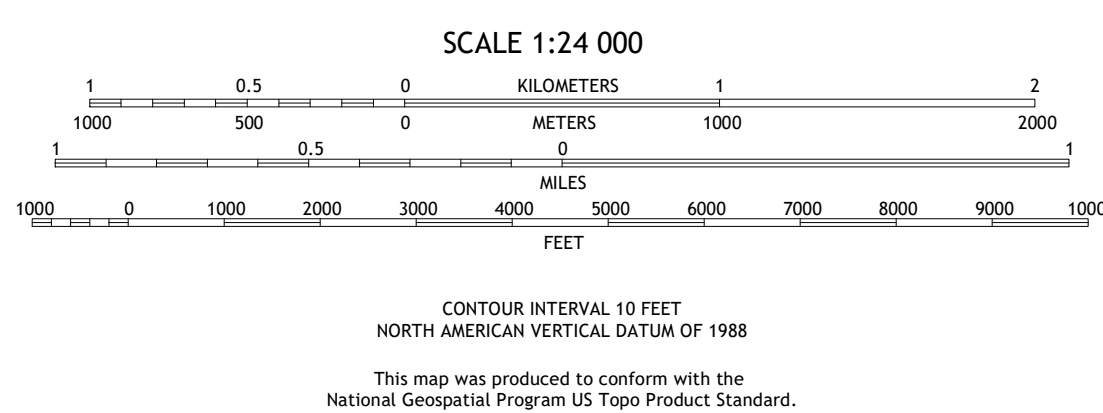 SCALE 1:24 000
1 0.5 0 KILOMETERS 1 2
1000 500 0 METERS 1000 2000
1 0.5 0 1
MILES
1000 0 1000 2000 3000 4000 5000 6000 7000 8000 9000 1000
FEET
CONTOUR INTERVAL 10 FEET
NORTH AMERICAN VERTICAL DATUM OF 1988
This map was produced to conform with the
National Geospatial Program US Topo Product Standard.